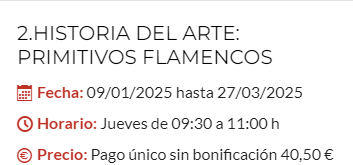 2.HISTORIA DEL ARTE:
PRIMITIVOS FLAMENCOS
Fecha: 09/01/2025 hasta 27/03/2025
Horario: Jueves de 09:30 a 11:00 h
Precio: Pago único sin bonificación 40,50 €